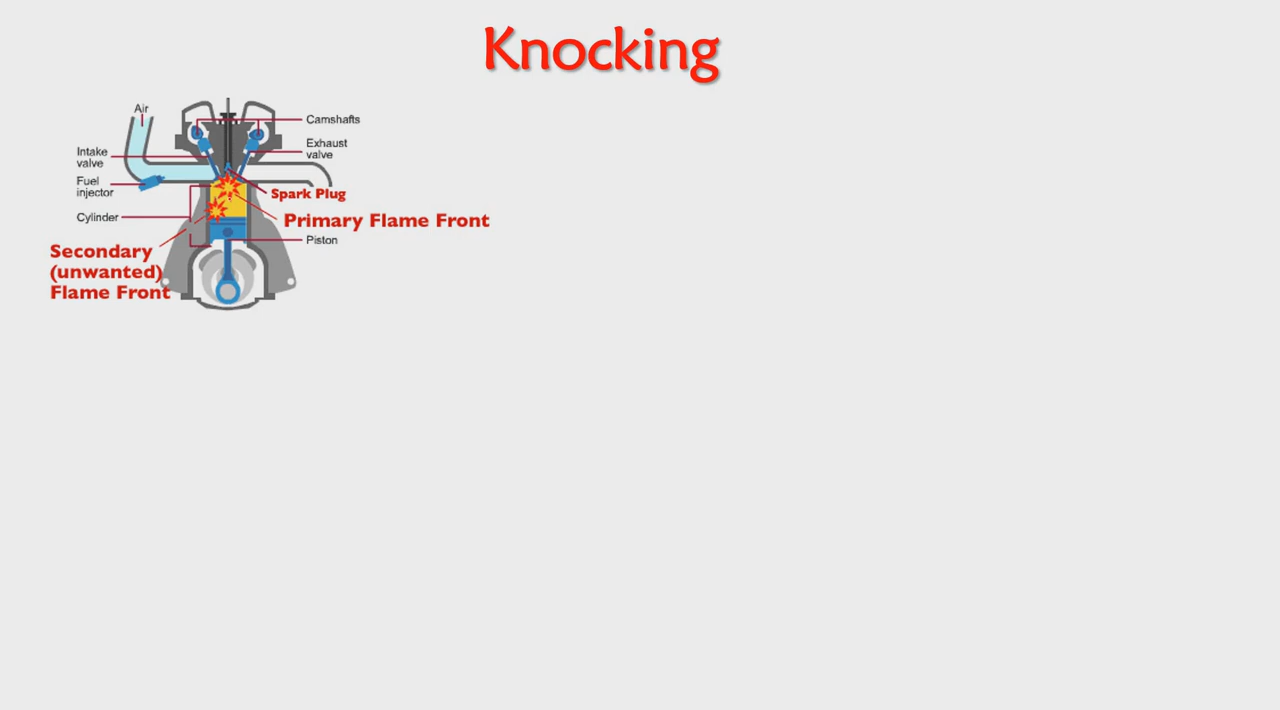 Knocking
Air
Camshafts
Exhaust
valve
Intake
valve
Fuel
injector
Spark Plug
Cylinder
Primary Flame Front
Piston
Secondary
(unwanted)
Flame Front